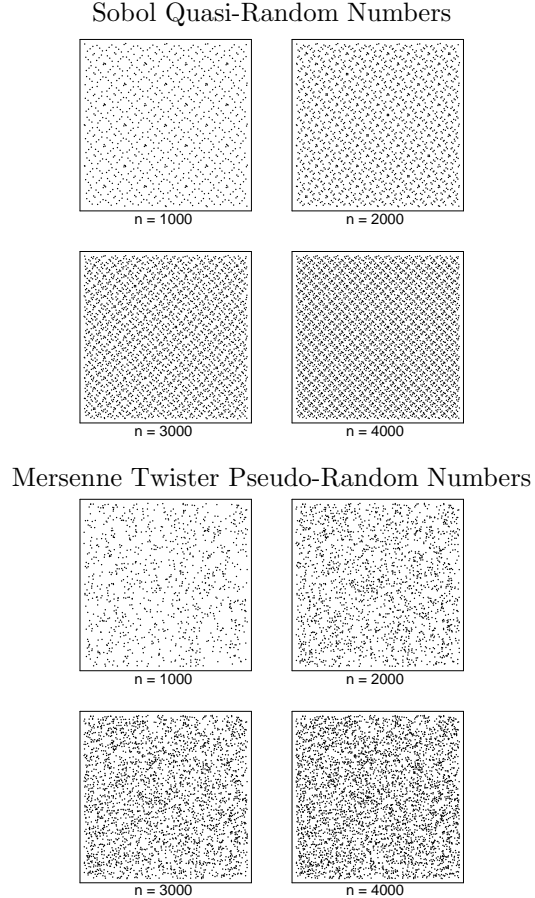 Sobol Quasi-Random Numbers
n = 1000
n = 2000
n = 3000
n = 4000
Mersenne Twister Pseudo-Random Numbers
n = 1000
n = 2000
n = 3000
n = 4000